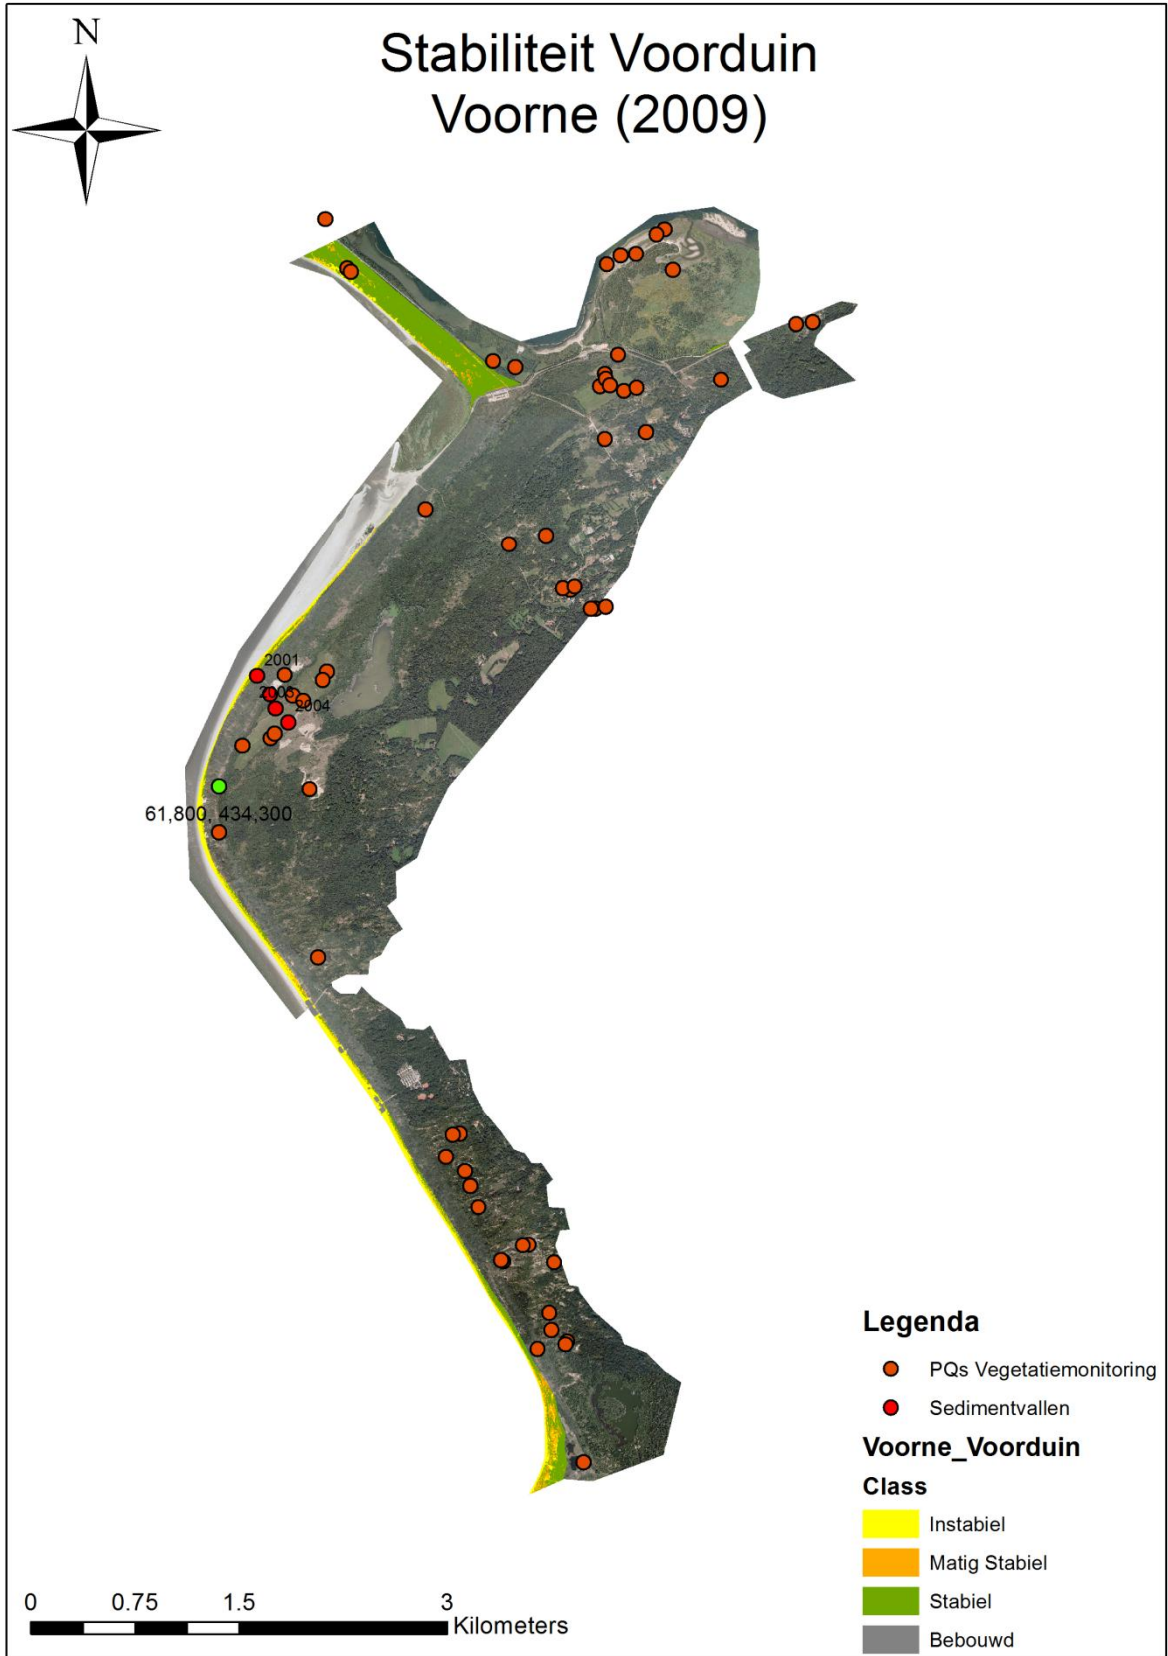 N
Stabiliteit Voorduin
Voorne (2009)
2001
2003
2004
61,800, 434,300
Legenda
PQs Vegetatiemonitoring
Sedimentvallen
Voorne_Voorduin
Class
Instabiel
Matig Stabiel
Stabiel
Bebouwd
0 0.75 1.5 3
Kilometers